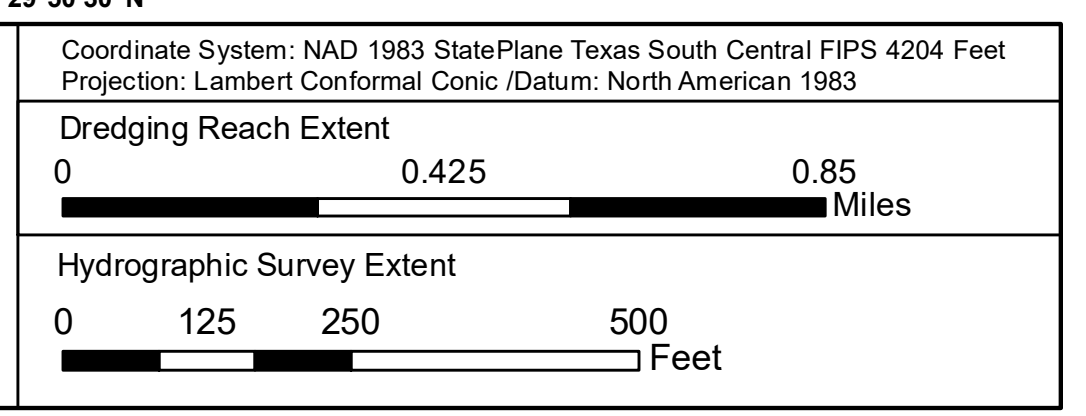 Coordinate System: NAD 1983 StatePlane Texas South Central FIPS 4204 Feet
Projection: Lambert Conformal Conic /Datum: North American 1983
Dredging Reach Extent
0 0.425 0.85
Miles
Hydrographic Survey Extent
0 125 250 500
Feet